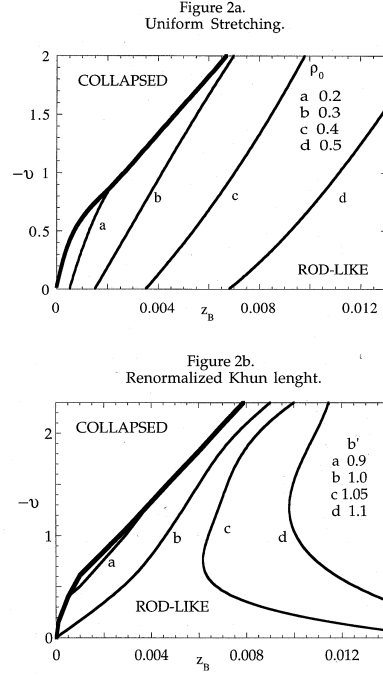 Figure 2a.
Uniform Stretching.
2
COLLAPSED
ρ0
a 0.2
b 0.3
c 0.4
d 0.5
1.5
1
-υ
a
b
c
d
0.5
ROD-LIKE
0
0
0.004
0.008
0.012
zB
Figure 2b.
Renormalized Khun lenght.
COLLAPSED
2
b'
a 0.9
b 1.0
c 1.05
d 1.1
-υ
1
a
b
c
d
ROD-LIKE
0
0
0.004
0.008
0.012
zB